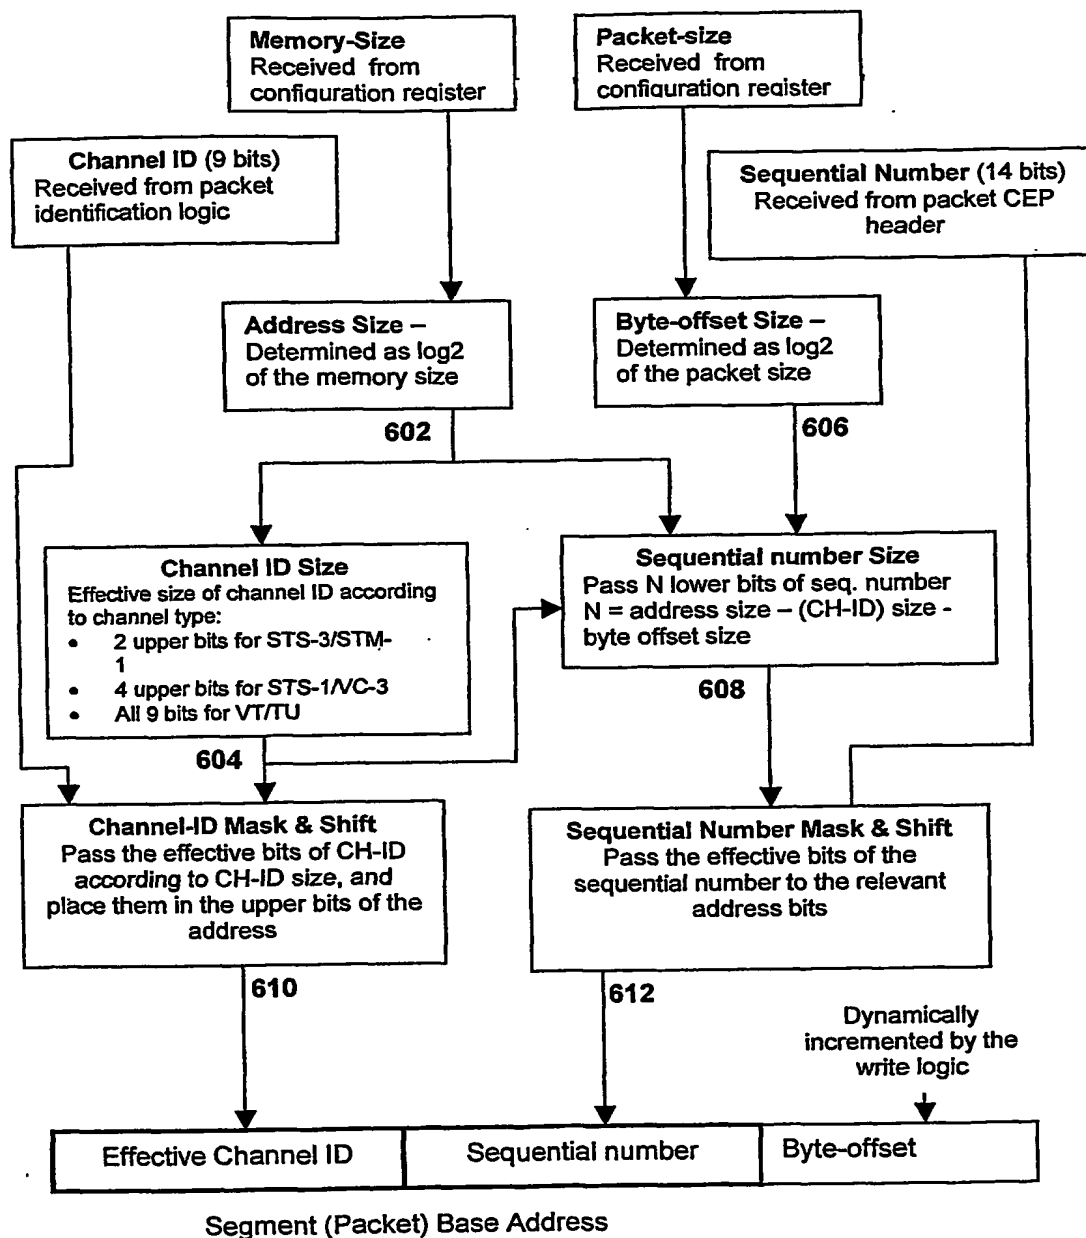 Memory-Size
Received from
configuration register
Packet-size
Received from
configuration register
Channel ID (9 bits)
Received from packet
identification logic
Sequential Number (14 bits)
Received from packet CEP
header
Address Size –
Determined as log2
of the memory size
Byte-offset Size –
Determined as log2
of the packet size
602
606
Channel ID Size
Effective size of channel ID according
to channel type:
• 2 upper bits for STS-3/STM-
1
• 4 upper bits for STS-1/VC-3
• All 9 bits for VT/TU
Sequential number Size
Pass N lower bits of seq. number
N = address size – (CH-ID) size -
byte offset size
608
604
Channel-ID Mask & Shift
Pass the effective bits of CH-ID
according to CH-ID size, and
place them in the upper bits of the
address
Sequential Number Mask & Shift
Pass the effective bits of the
sequential number to the relevant
address bits
610
612
Dynamically
incremented by the
write logic
Effective Channel ID
Sequential number
Byte-offset
Segment (Packet) Base Address